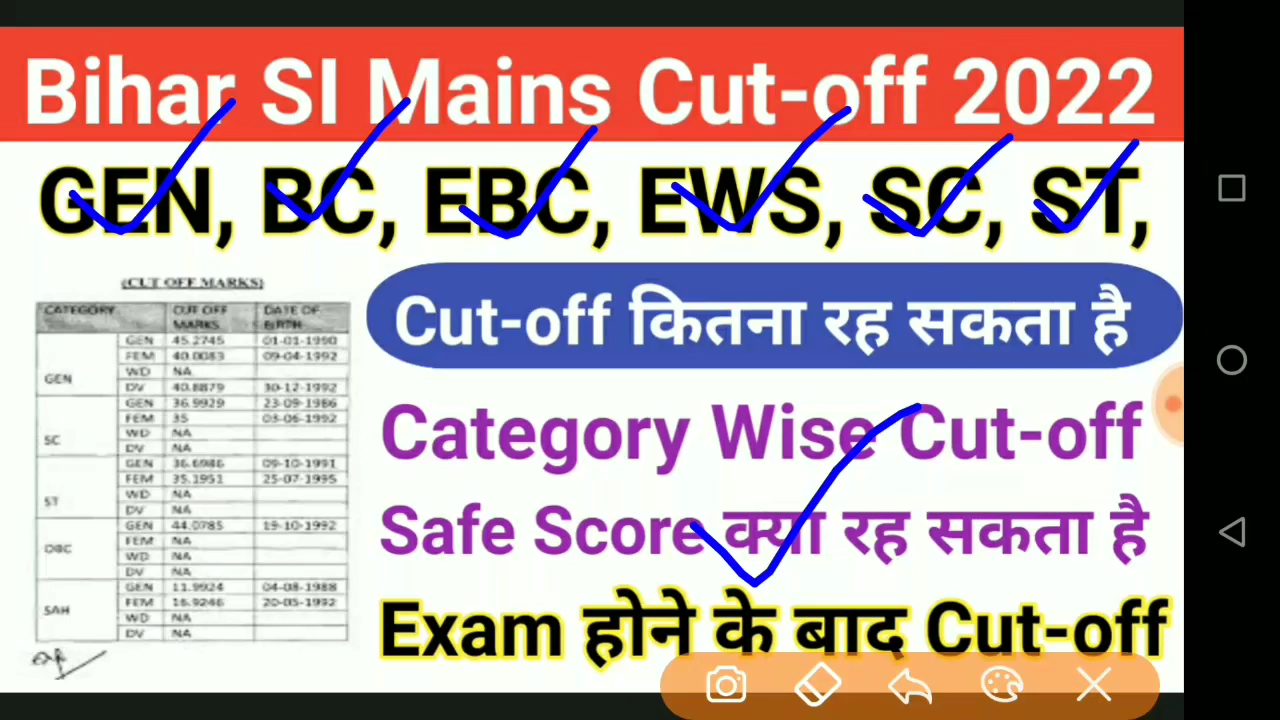 Bihar SI Mains Cut-off 2022
GEN, BC, EBC, EWS, SC, ST,
(CUT OFF MARKS)
CATEGORY CUT OFF MARKS DATE OF BIRTH
GEN
GEN 45.2745 01-01-1990
FEM 40.0083 09-04-1992
WD NA
DV 40.8879 30-12-1992
SC
GEN 36.9929 23-09-1986
FEM 35 03-06-1992
WD NA
DV NA
ST
GEN 36.6986 09-10-1991
FEM 35.1951 25-07-1995
WD NA
DV NA
OBC
GEN 44.0785 19-10-1992
FEM NA
WD NA
DV NA
SAH
GEN 11.9924 04-08-1988
FEM 16.9246 20-05-1992
WD NA
DV NA
Cut-off कितना रह सकता है
Category Wise Cut-off
Safe Score क्या रह सकता है
Exam होने के बाद Cut-off